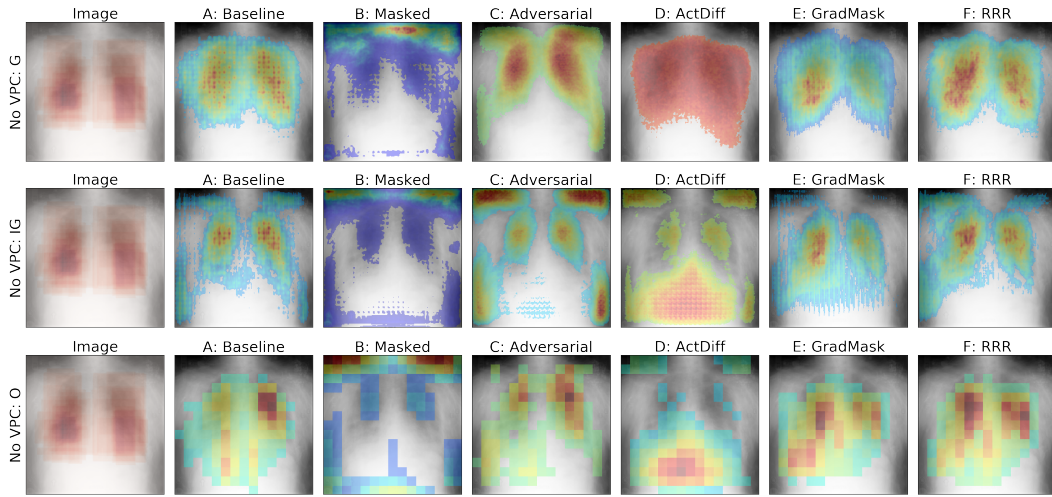 Image A: Baseline B: Masked C: Adversarial D: ActDiff E: GradMask F: RRR
No VPC: G
Image A: Baseline B: Masked C: Adversarial D: ActDiff E: GradMask F: RRR
No VPC: IG
Image A: Baseline B: Masked C: Adversarial D: ActDiff E: GradMask F: RRR
No VPC: O